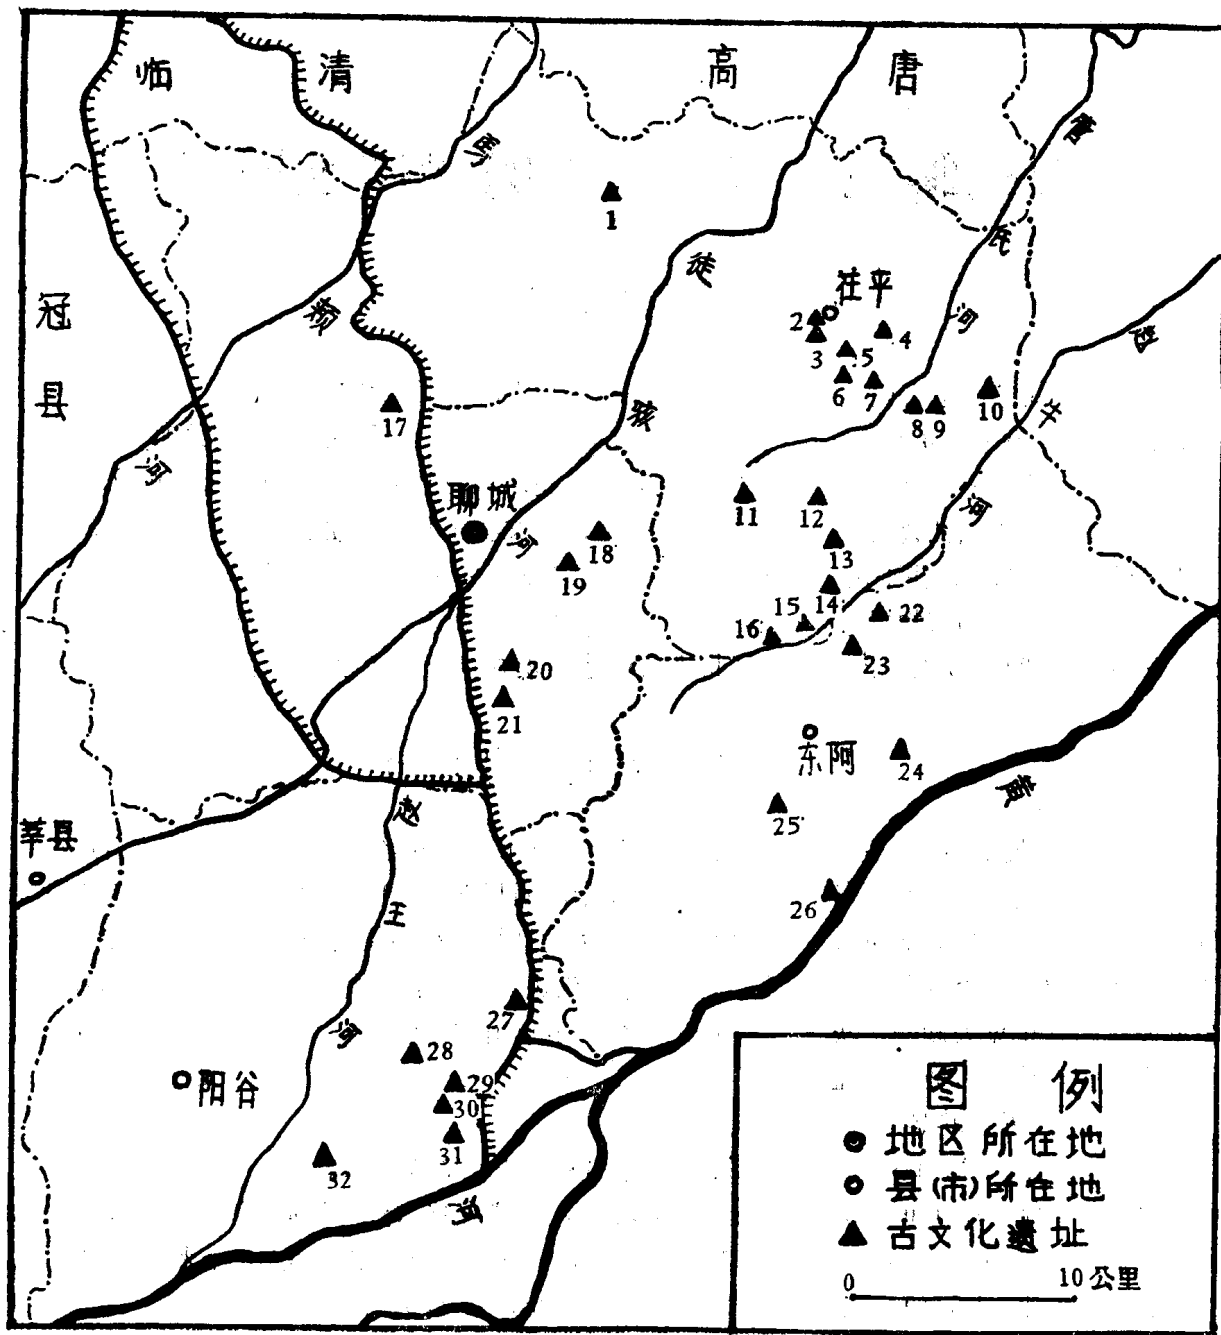 临清
高唐
马
唐
1
徒
氏
冠县
颊
茌平
2
3
4
5
6
7
河
赵
8
9
10
牛
17
骇
河
聊城
河
11
12
河
13
18
19
14
15
16
22
23
20
21
东阿
24
黄
25
莘县
赵
26
王
27
河
28
29
30
31
32
阳谷
河
图 例
地区所在地
县(市)所在地
古文化遗址
0 10公里